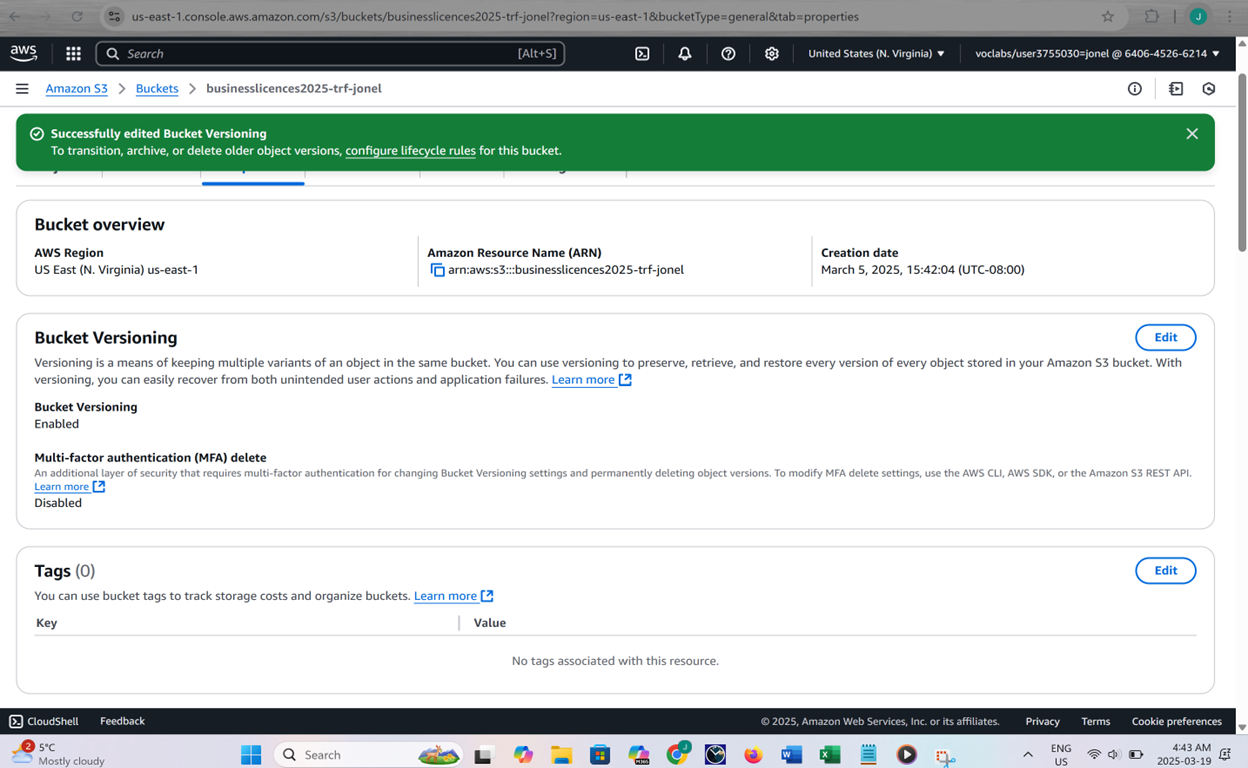 us-east-1.console.aws.amazon.com/s3/buckets/businesslicences2025-trf-jonel?region=us-east-1&bucketType=general&tab=properties
J
aws
Search
[Alt+S]
United States (N. Virginia)
voclabs/user3755030=jonel @ 6406-4526-6214
Amazon S3
Buckets
businesslicences2025-trf-jonel
Successfully edited Bucket Versioning
To transition, archive, or delete older object versions, configure lifecycle rules for this bucket.
Bucket overview
AWS Region
US East (N. Virginia) us-east-1
Amazon Resource Name (ARN)
arn:aws:s3:::businesslicences2025-trf-jonel
Creation date
March 5, 2025, 15:42:04 (UTC-08:00)
Bucket Versioning
Edit
Versioning is a means of keeping multiple variants of an object in the same bucket. You can use versioning to preserve, retrieve, and restore every version of every object stored in your Amazon S3 bucket. With
versioning, you can easily recover from both unintended user actions and application failures. Learn more
Bucket Versioning
Enabled
Multi-factor authentication (MFA) delete
An additional layer of security that requires multi-factor authentication for changing Bucket Versioning settings and permanently deleting object versions. To modify MFA delete settings, use the AWS CLI, AWS SDK, or the Amazon S3 REST API.
Learn more
Disabled
Tags (0)
Edit
You can use bucket tags to track storage costs and organize buckets. Learn more
Key
Value
No tags associated with this resource.
CloudShell
Feedback
© 2025, Amazon Web Services, Inc. or its affiliates.
Privacy
Terms
Cookie preferences
2
5°C
Mostly cloudy
Search
M365
J
ENG
US
4:43 AM
2025-03-19